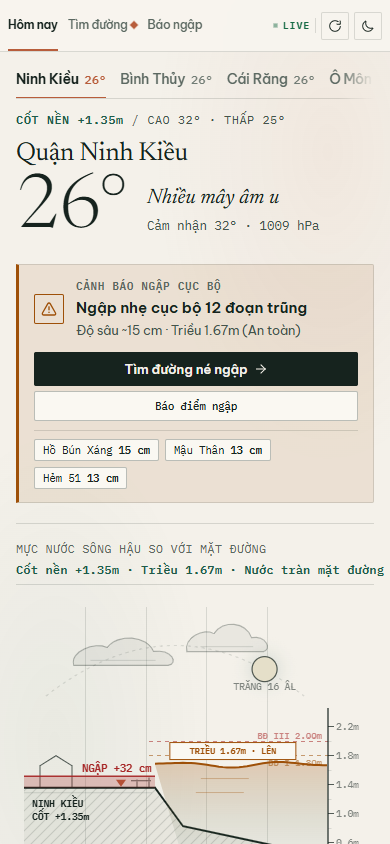 Hôm nay Tìm đường Báo ngập LIVE
Ninh Kiều 26° Bình Thủy 26° Cái Răng 26° Ô Môn
CỐT NỀN +1.35m / CAO 32° · THẤP 25°
Quận Ninh Kiều
26° Nhiều mây âm u
Cảm nhận 32° · 1009 hPa
CẢNH BÁO NGẬP CỤC BỘ
Ngập nhẹ cục bộ 12 đoạn trũng
Độ sâu ~15 cm · Triều 1.67m (An toàn)
Tìm đường né ngập →
Báo điểm ngập
Hồ Bún Xáng 15 cm Mậu Thân 13 cm
Hẻm 51 13 cm
MỰC NƯỚC SÔNG HẬU SO VỚI MẶT ĐƯỜNG
Cốt nền +1.35m · Triều 1.67m · Nước tràn mặt đường
TRĂNG 16 ÂL
2.2m
BĐ III 2.00m
TRIỀU 1.67m · LÊN 1.8m
NGẬP +32 cm
1.4m
NINH KIỀU
CỐT +1.35m
1.0m
0.6m